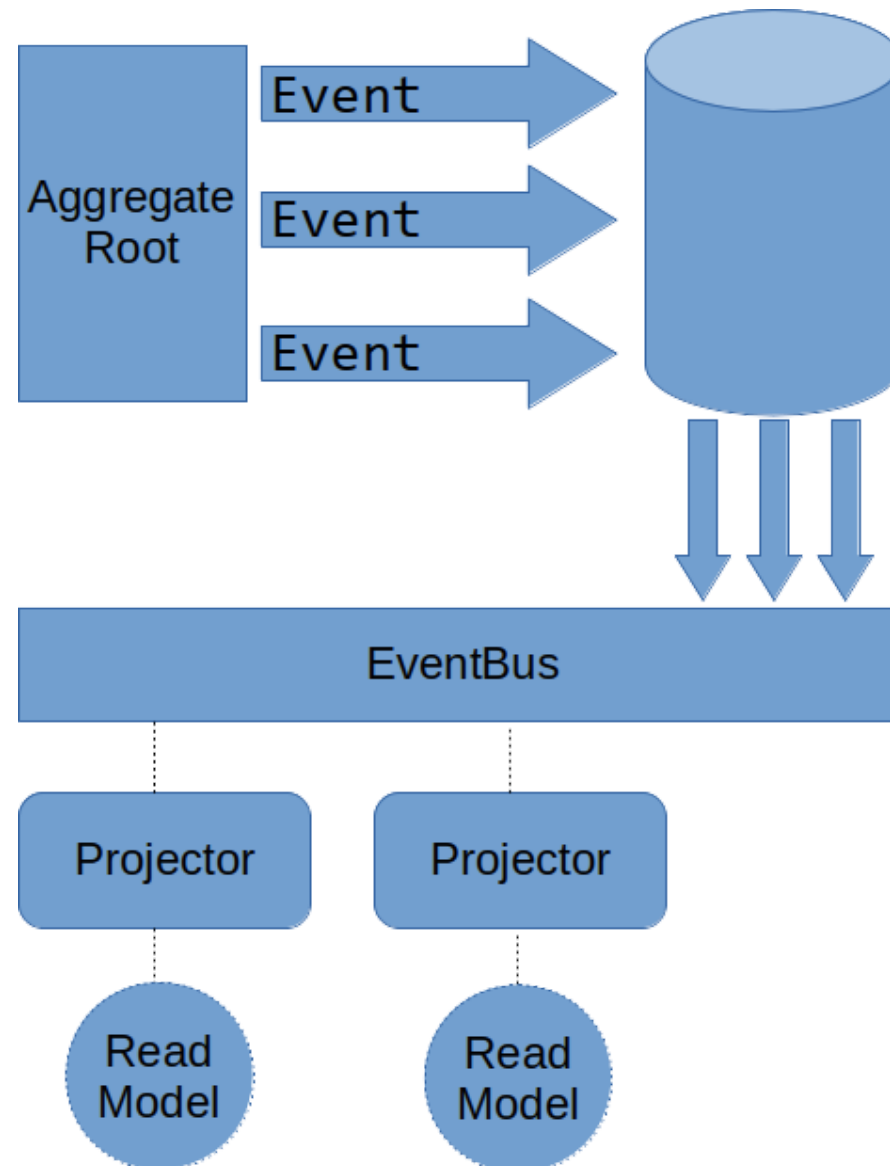 Event
Aggregate
Root
Event
Event
EventBus
Projector
Projector
Read
Model
Read
Model